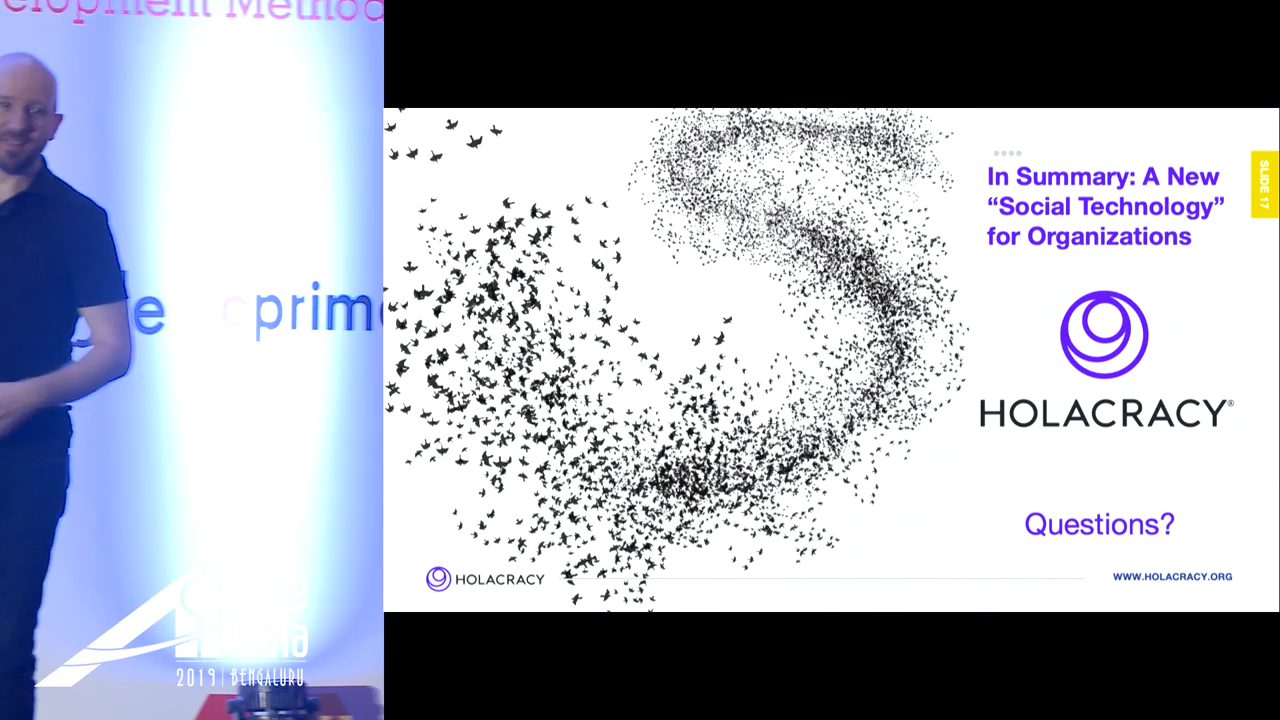 In Summary: A New
“Social Technology”
for Organizations
SLIDE 17
HOLACRACY®
Questions?
HOLACRACY
WWW.HOLACRACY.ORG
2019 | BENGALURU